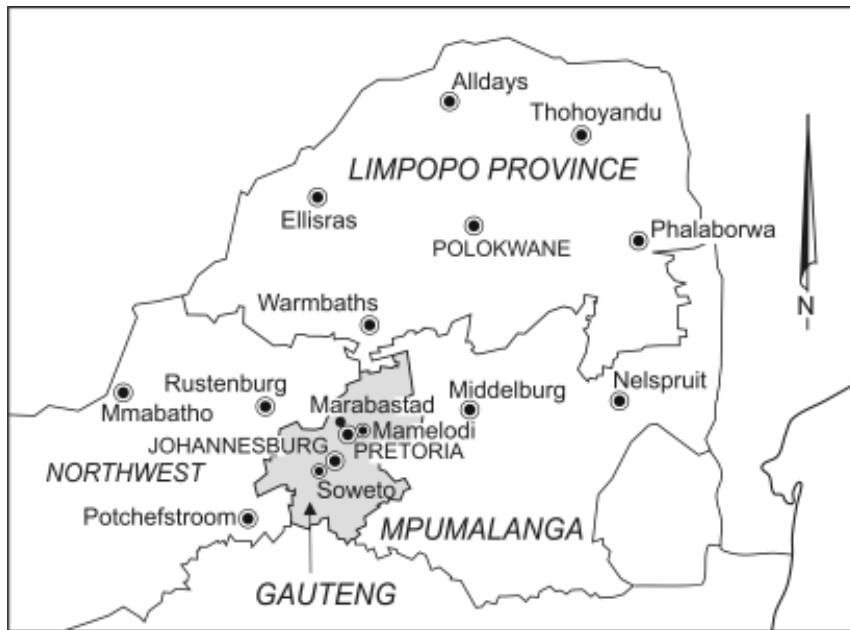 Alldays
Thohoyandu
LIMPOPO PROVINCE
Ellisras
POLOKWANE
Phalaborwa
N
Warmbaths
Rustenburg
Mmabatho
Marabastad
Middelburg
Nelspruit
Mamelodi
JOHANNESBURG
PRETORIA
NORTHWEST
Soweto
Potchefstroom
MPUMALANGA
GAUTENG